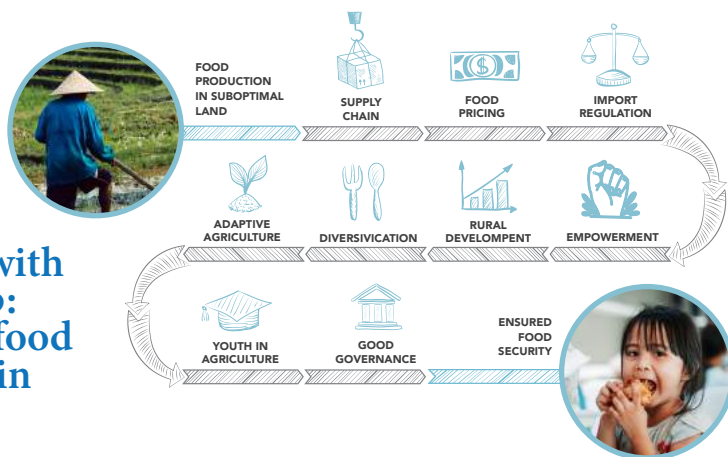 FOOD
PRODUCTION
IN SUBOPTIMAL
LAND
SUPPLY
CHAIN
FOOD
PRICING
IMPORT
REGULATION
ADAPTIVE
AGRICULTURE
DIVERSIVICATION
RURAL
DEVELOMPENT
EMPOWERMENT
with
:
food
in
YOUTH IN
AGRICULTURE
GOOD
GOVERNANCE
ENSURED
FOOD
SECURITY